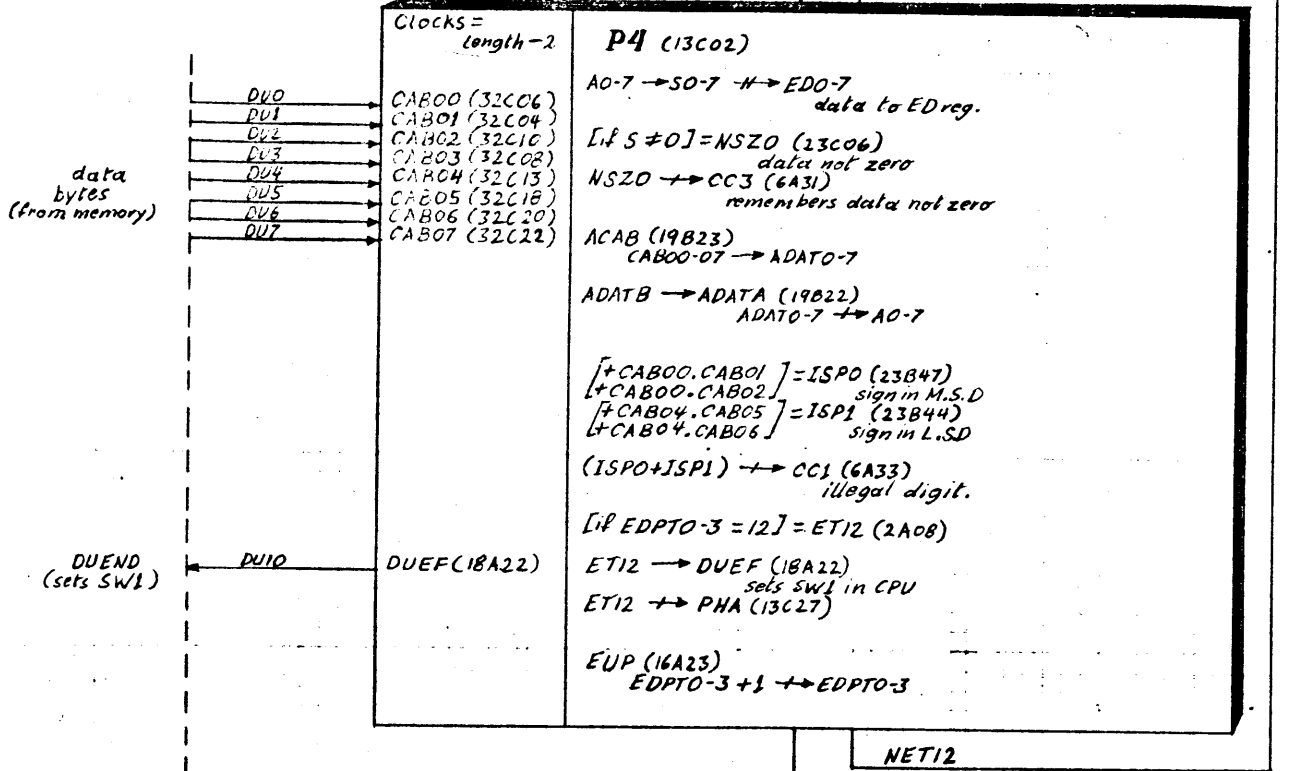 Clocks =
length-2
P4 (13C02)
A0-7 → S0-7 ⇸ ED0-7
data to ED reg.
[if S ≠ 0] = NSZ0 (23C06)
data not zero
NSZ0 ⇸ CC3 (6A31)
remembers data not zero
ACAB (19B23)
CAB00-07 → ADAT0-7
ADATB → ADATA (19B22)
ADAT0-7 ⇸ A0-7
[+CAB00.CAB01
+CAB00.CAB02] = ISP0 (23B47)
sign in M.S.D
[+CAB04.CAB05
+CAB04.CAB06] = ISP1 (23B44)
sign in L.SD
(ISP0+ISP1) ⇸ CC1 (6A33)
illegal digit.
[if EDPT0-3 = 12] = ET12 (2A08)
ET12 → DUEF (18A22)
sets SW1 in CPU
ET12 ⇸ PHA (13C27)
EUP (16A23)
EDPT0-3 +1 ⇸ EDPT0-3
data
bytes
(from memory)
DU0 CAB00 (32C06)
DU1 CAB01 (32C04)
DU2 CAB02 (32C10)
DU3 CAB03 (32C08)
DU4 CAB04 (32C13)
DU5 CAB05 (32C18)
DU6 CAB06 (32C20)
DU7 CAB07 (32C22)
DUEND
(sets SW1)
DU10 DUEF (18A22)
NET12